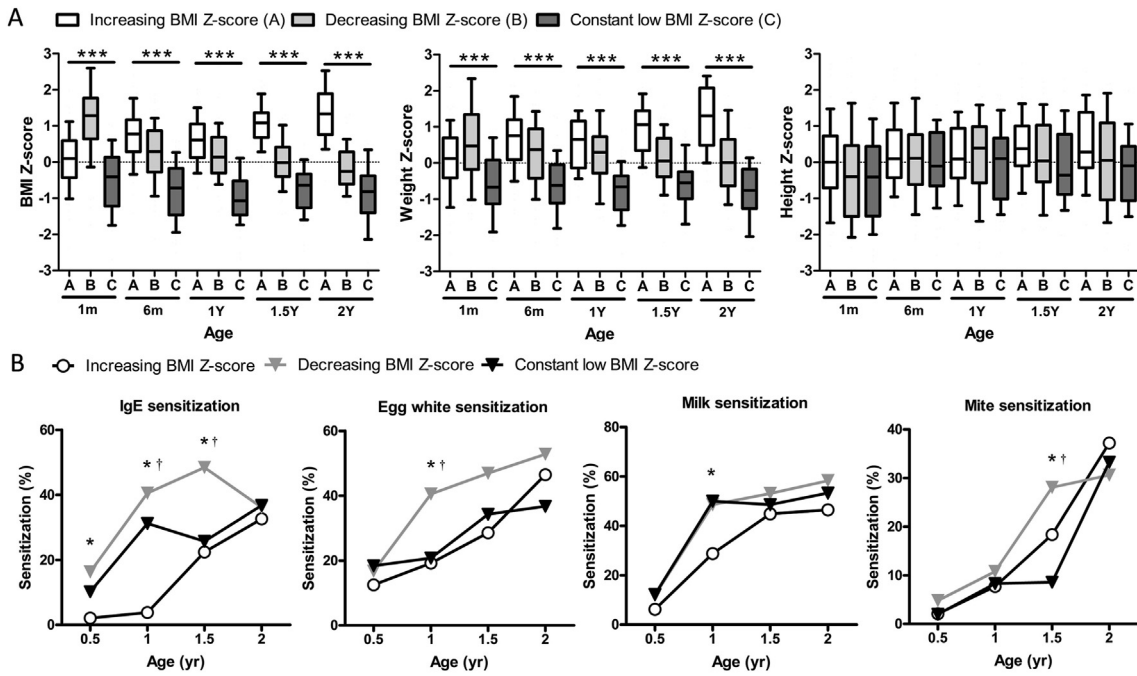 A
Increasing BMI Z-score (A) Decreasing BMI Z-score (B) Constant low BMI Z-score (C)
*** *** *** *** ***
BMI Z-score
3
2
1
0
-1
-2
-3
A B C A B C A B C A B C A B C
1m 6m 1Y 1.5Y 2Y
Age
*** *** *** *** ***
Weight Z-score
3
2
1
0
-1
-2
-3
A B C A B C A B C A B C A B C
1m 6m 1Y 1.5Y 2Y
Age
Height Z-score
3
2
1
0
-1
-2
-3
A B C A B C A B C A B C A B C
1m 6m 1Y 1.5Y 2Y
Age
B
Increasing BMI Z-score Decreasing BMI Z-score Constant low BMI Z-score
IgE sensitization
Sensitization (%)
60
40
20
0
* * † * †
0.5 1 1.5 2
Age (yr)
Egg white sensitization
Sensitization (%)
60
40
20
0
* †
0.5 1 1.5 2
Age (yr)
Milk sensitization
Sensitization (%)
80
60
40
20
0
*
0.5 1 1.5 2
Age (yr)
Mite sensitization
Sensitization (%)
40
30
20
10
0
* †
0.5 1 1.5 2
Age (yr)